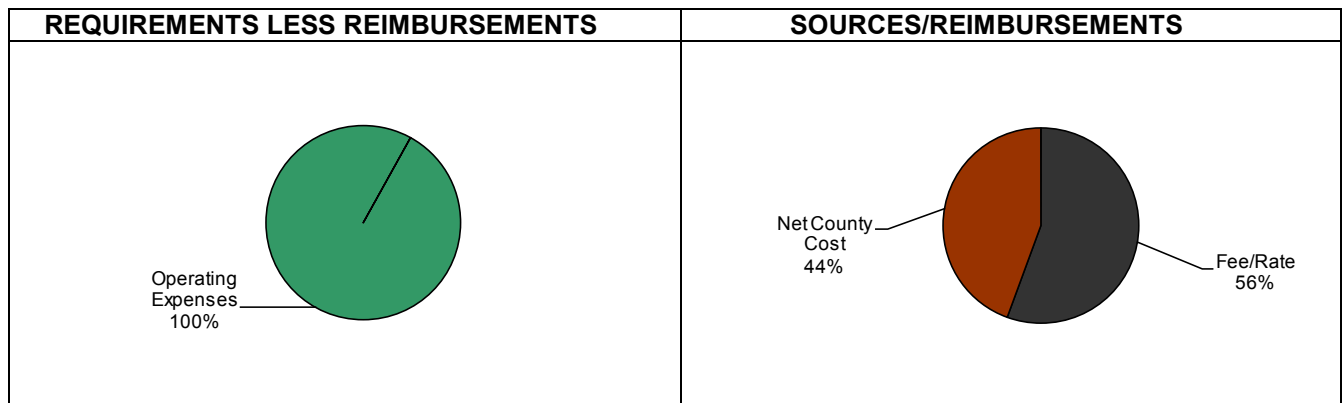 REQUIREMENTS LESS REIMBURSEMENTS
SOURCES/REIMBURSEMENTS
Operating
Expenses
100%
Net County
Cost
44%
Fee/Rate
56%